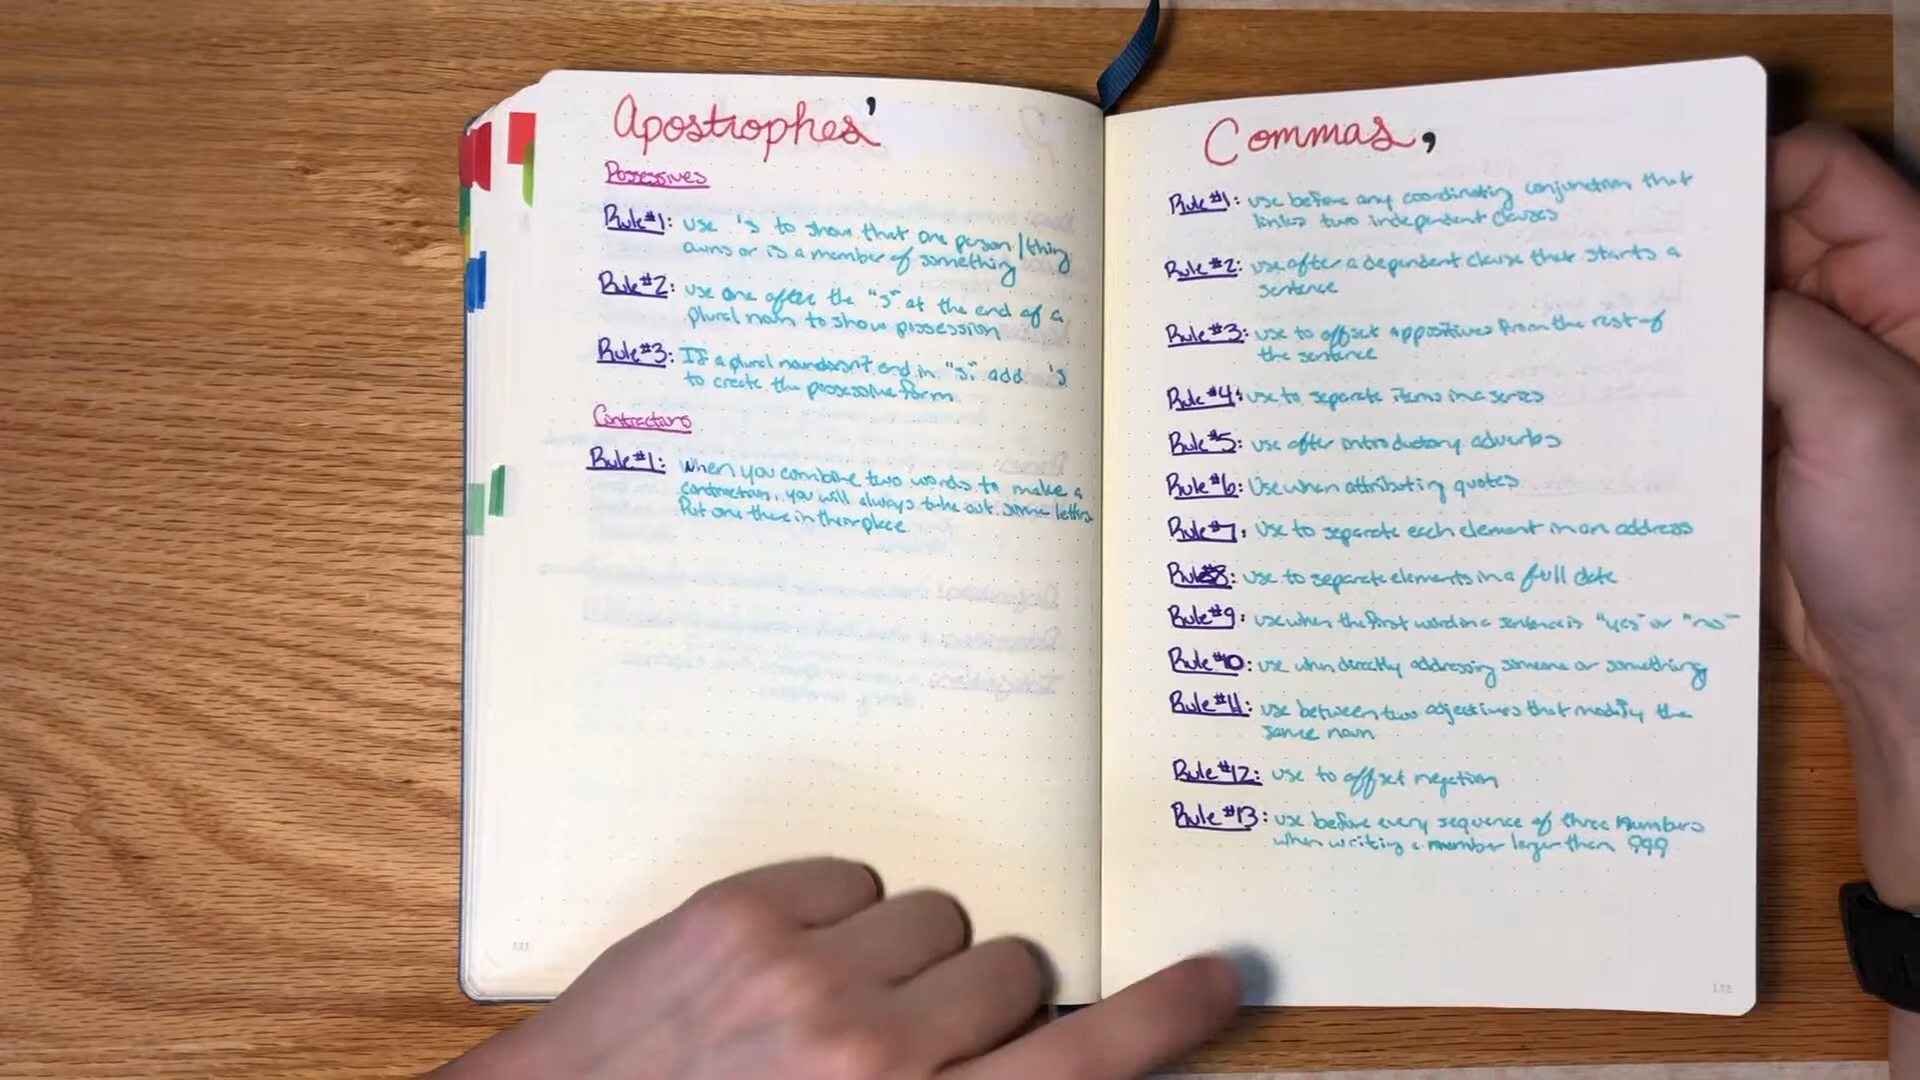 Apostrophes'
Possessives
Rule #1: use 's to show that one person/thing
owns or is a member of something
Rule #2: use one after the "s" at the end of a
plural noun to show possession
Rule #3: If a plural noun doesn't end in "s," add 's
to create the possessive form
Contractions
Rule #1: When you combine two words to make a
contraction, you will always take out some letters
Put one there in their place
111
Commas,
Rule #1: use before any coordinating conjunction that
links two independent clauses
Rule #2: use after a dependent clause that starts a
sentence
Rule #3: use to offset appositives from the rest of
the sentence
Rule #4: use to separate items in a series
Rule #5: use after introductory adverbs
Rule #6: Use when attributing quotes
Rule #7: use to separate each element in an address
Rule #8: use to separate elements in a full date
Rule #9: use when the first word in a sentence is "yes" or "no"
Rule #10: use when directly addressing someone or something
Rule #11: use between two adjectives that modify the
same noun
Rule #12: use to offset negation
Rule #13: use before every sequence of three numbers
when writing a number larger than 999